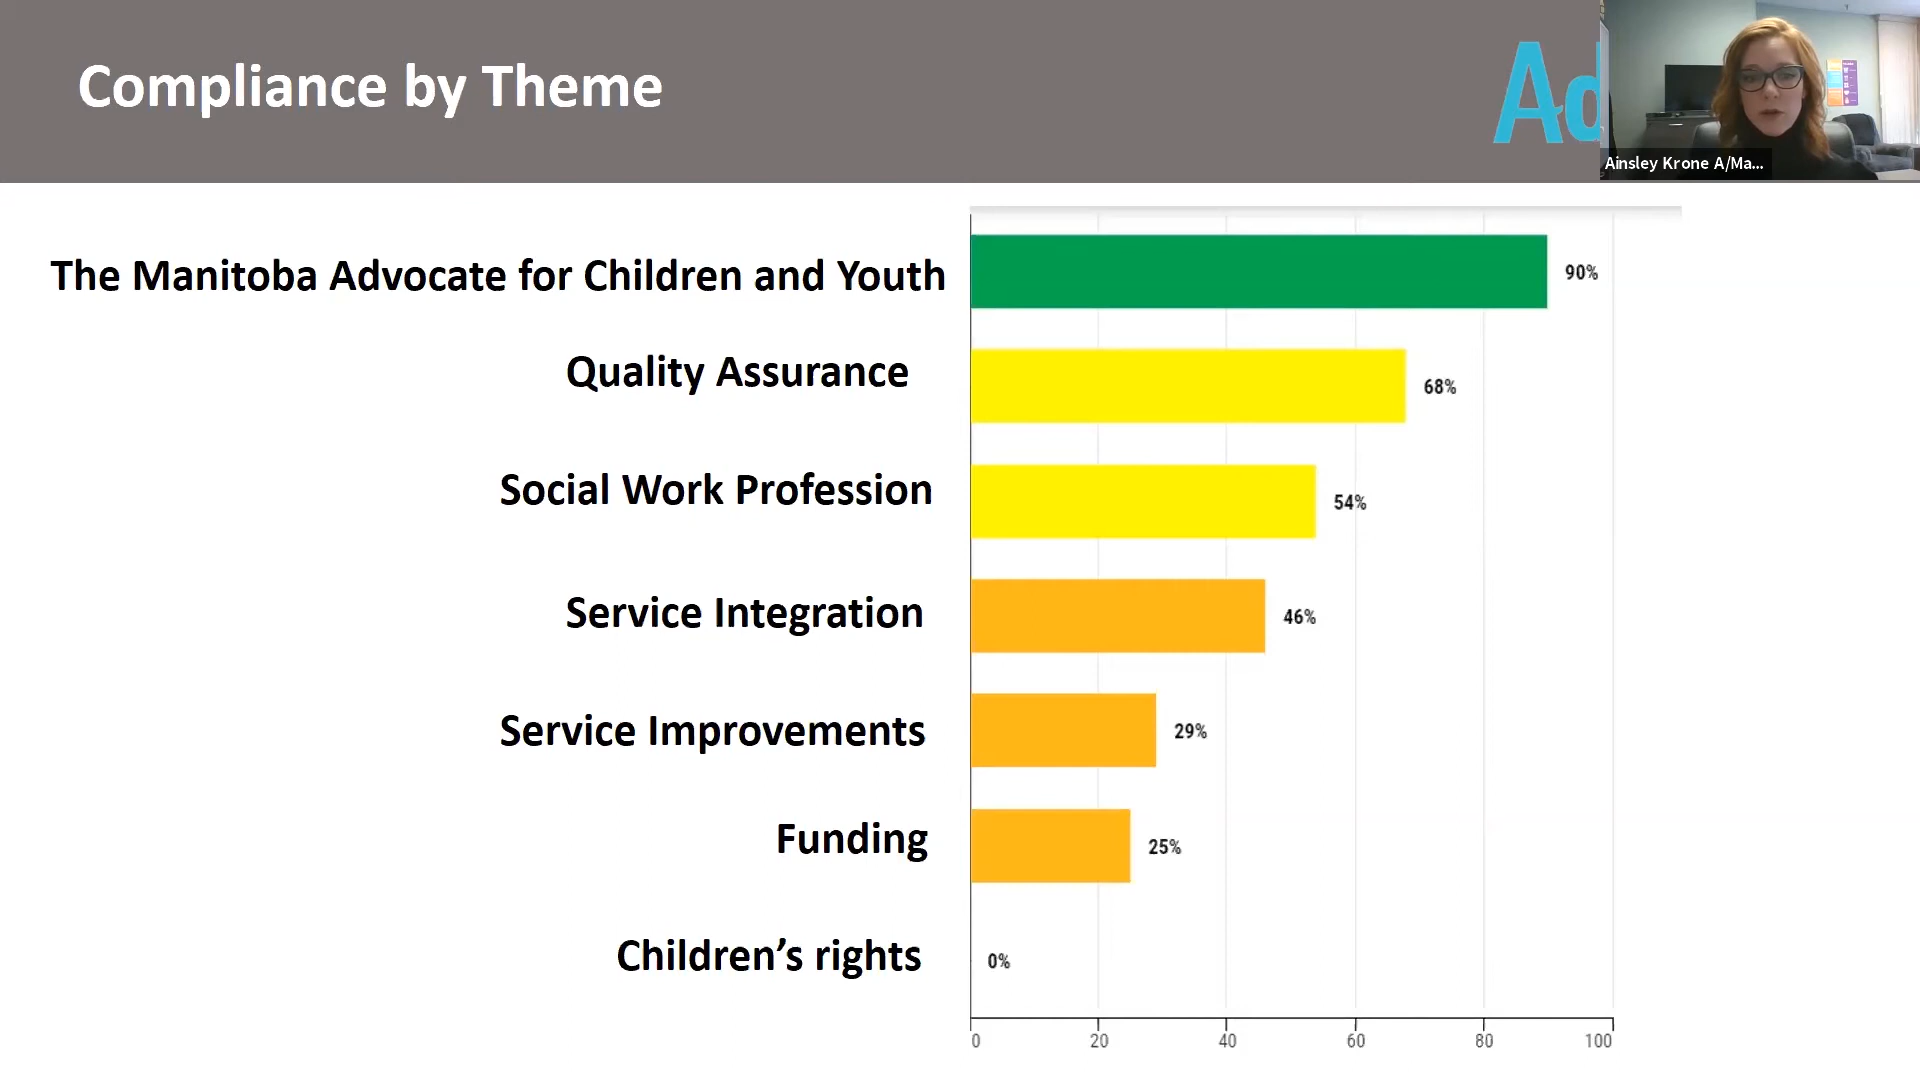 Compliance by Theme
Ad
Ainsley Krone A/Ma...
The Manitoba Advocate for Children and Youth
90%
Quality Assurance
68%
Social Work Profession
54%
Service Integration
46%
Service Improvements
29%
Funding
25%
Children’s rights
0%
0 20 40 60 80 100